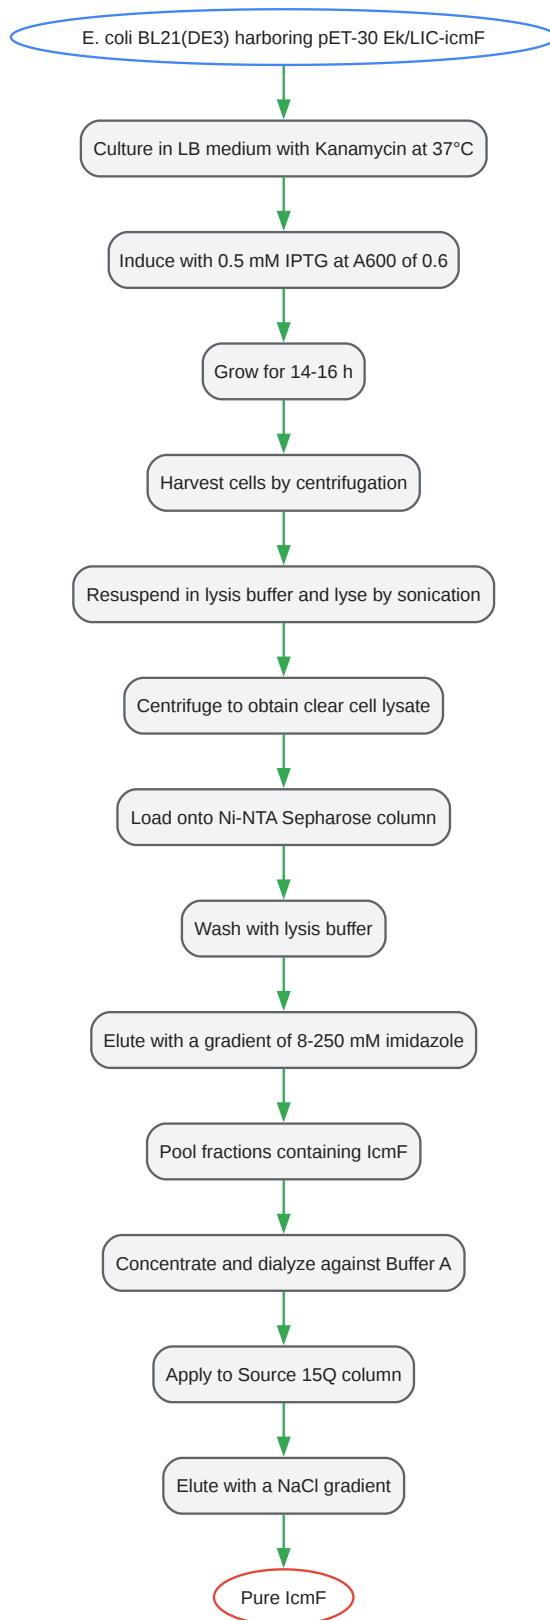 E. coli BL21(DE3) harboring pET-30 Ek/LIC-icmF
Culture in LB medium with Kanamycin at 37°C
Induce with 0.5 mM IPTG at A600 of 0.6
Grow for 14-16 h
Harvest cells by centrifugation
Resuspend in lysis buffer and lyse by sonication
Centrifuge to obtain clear cell lysate
Load onto Ni-NTA Sepharose column
Wash with lysis buffer
Elute with a gradient of 8-250 mM imidazole
Pool fractions containing IcmF
Concentrate and dialyze against Buffer A
Apply to Source 15Q column
Elute with a NaCl gradient
Pure IcmF